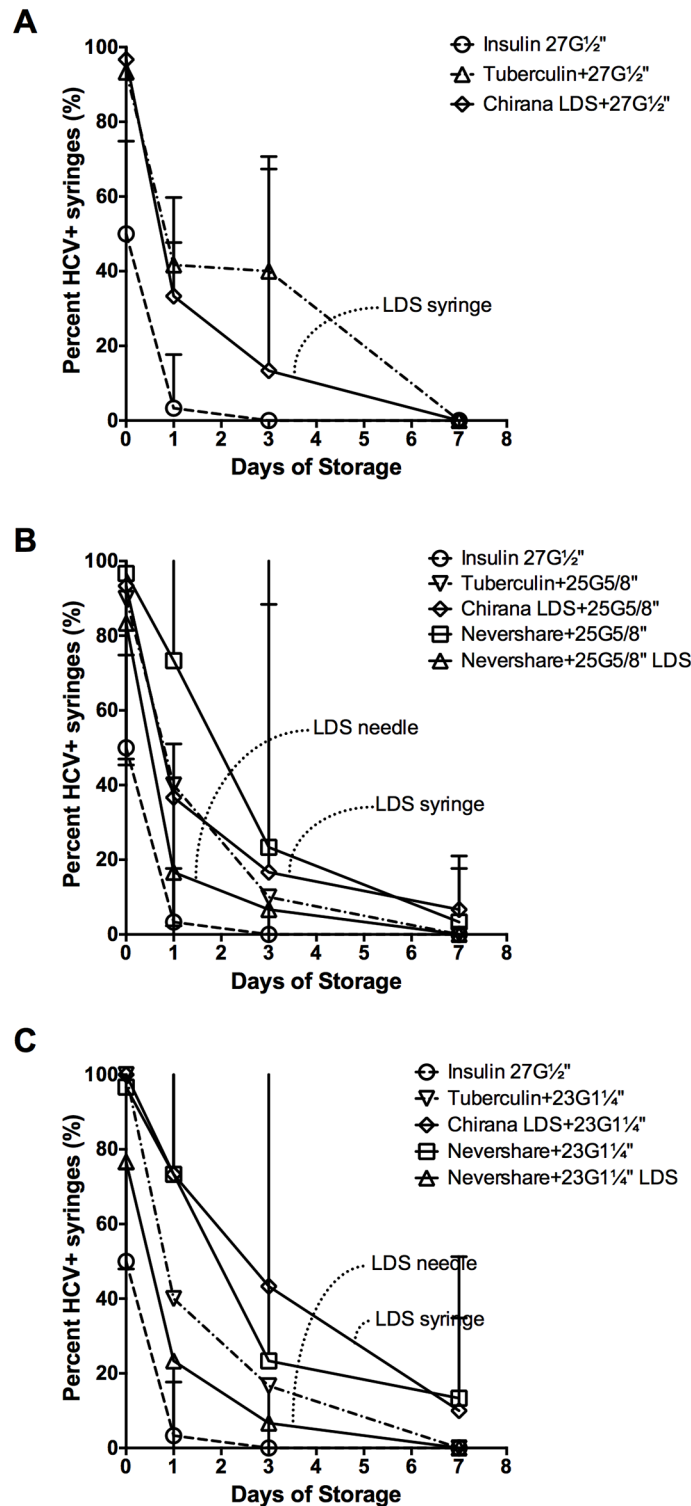 A
Insulin 27G½"
Tuberculin+27G½"
Chirana LDS+27G½"
Percent HCV+ syringes (%)
100
80
60
40
20
0
LDS syringe
0 1 2 3 4 5 6 7 8
Days of Storage
B
Insulin 27G½"
Tuberculin+25G5/8"
Chirana LDS+25G5/8"
Nevershare+25G5/8"
Nevershare+25G5/8" LDS
Percent HCV+ syringes (%)
100
80
60
40
20
0
LDS needle
LDS syringe
0 1 2 3 4 5 6 7 8
Days of Storage
C
Insulin 27G½"
Tuberculin+23G1¼"
Chirana LDS+23G1¼"
Nevershare+23G1¼"
Nevershare+23G1¼" LDS
Percent HCV+ syringes (%)
100
80
60
40
20
0
LDS needle
LDS syringe
0 1 2 3 4 5 6 7 8
Days of Storage